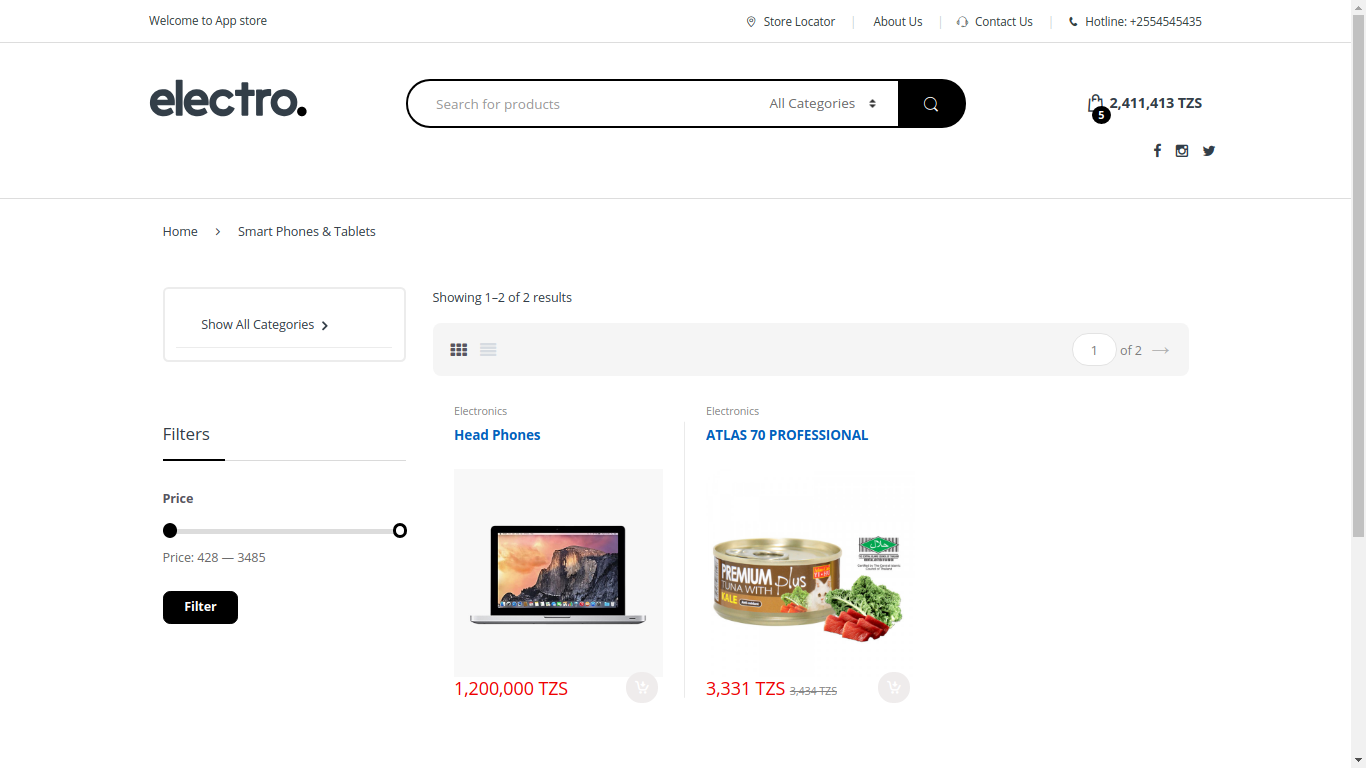 Welcome to App store
Store Locator
About Us
Contact Us
Hotline: +2554545435
electro.
Search for products
All Categories
2,411,413 TZS
5
Home
Smart Phones & Tablets
Show All Categories
Showing 1–2 of 2 results
1 of 2 →
Filters
Price
Price: 428 — 3485
Filter
Electronics
Head Phones
1,200,000 TZS
Electronics
ATLAS 70 PROFESSIONAL
PREMIUM plus
TUNA WITH
KALE
3,331 TZS 3,434 TZS